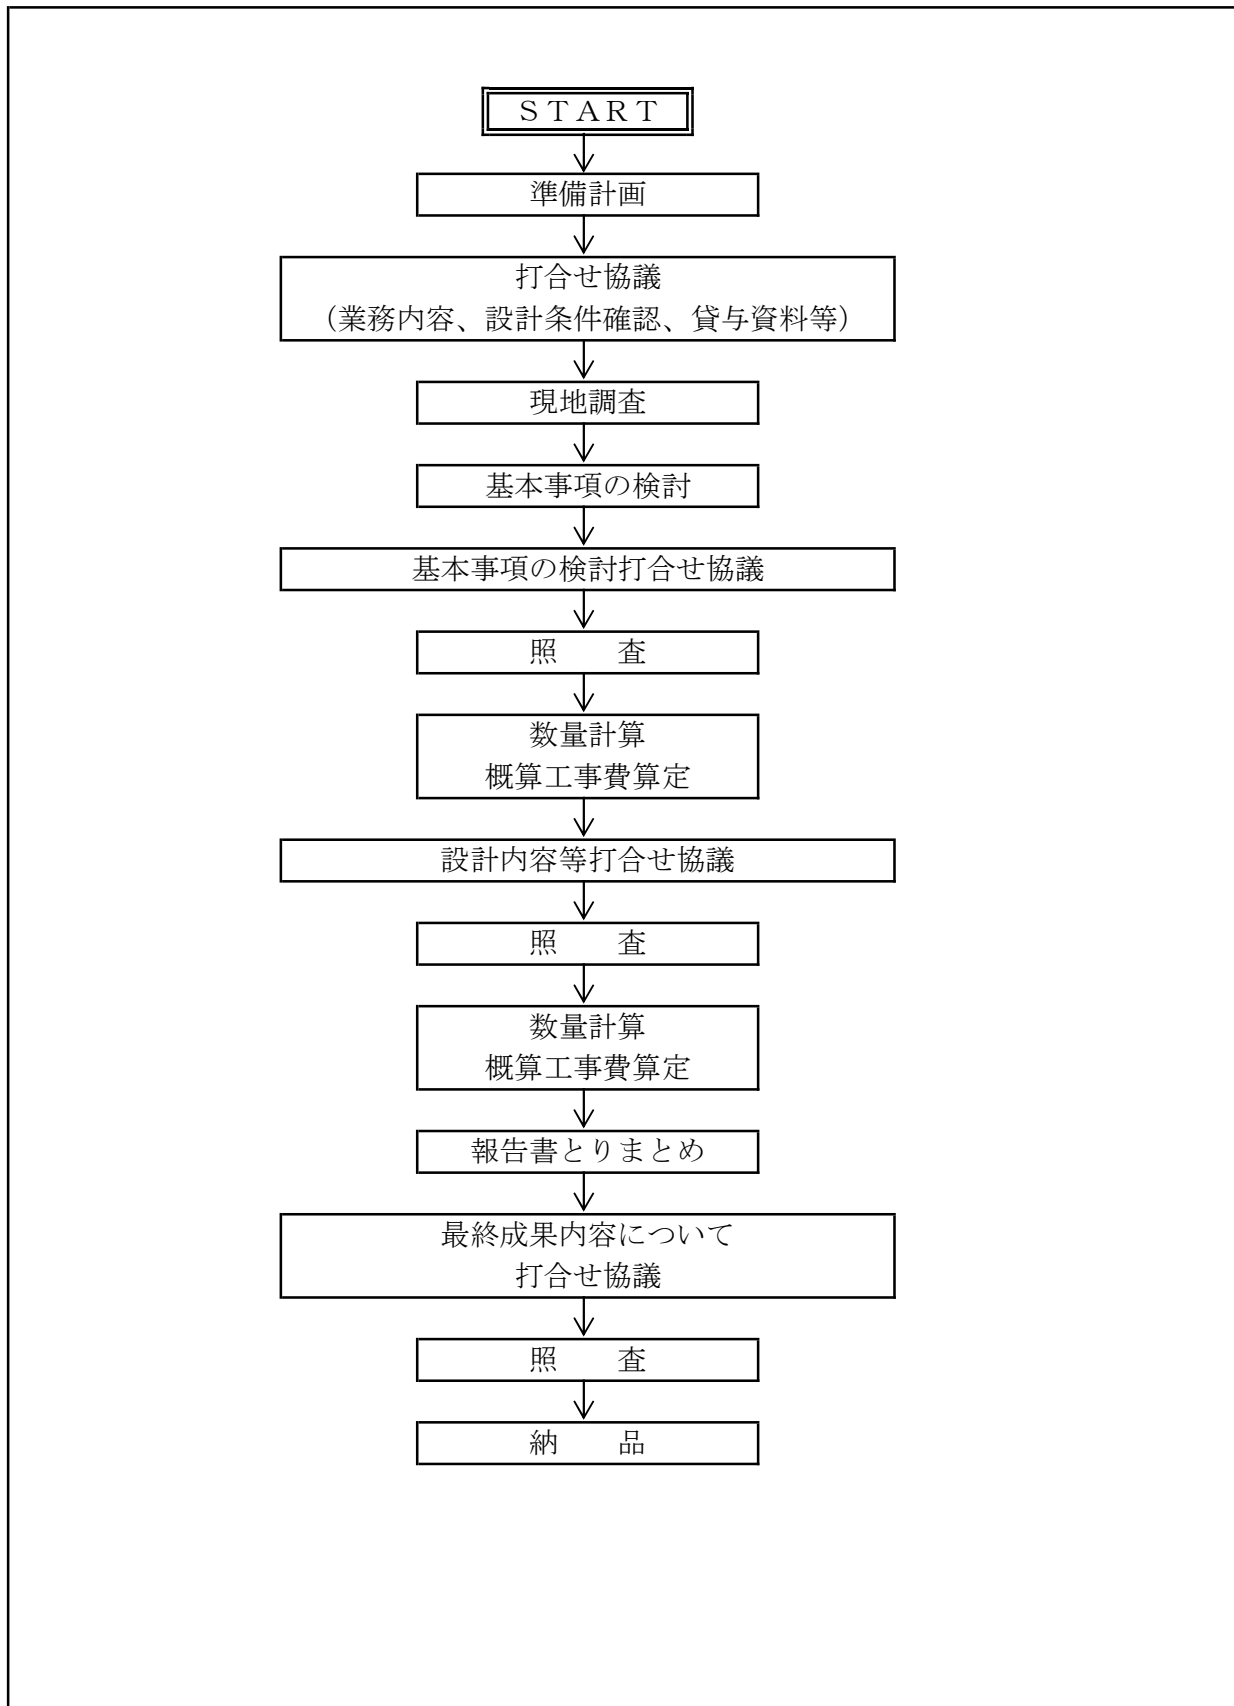 ＳＴＡＲＴ
準備計画
打合せ協議
（業務内容、設計条件確認、貸与資料等）
現地調査
基本事項の検討
基本事項の検討打合せ協議
照　　査
数量計算
概算工事費算定
設計内容等打合せ協議
照　　査
数量計算
概算工事費算定
報告書とりまとめ
最終成果内容について
打合せ協議
照　　査
納　　品